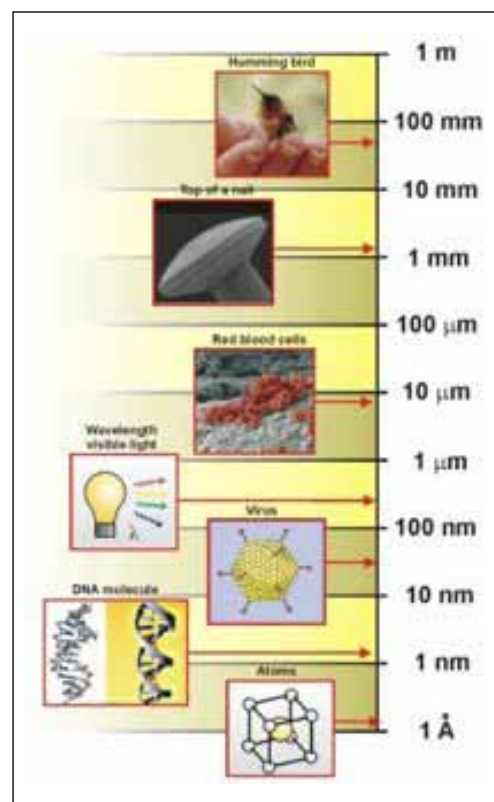 1 m
Humming bird
100 mm
10 mm
Top of a nail
1 mm
100 μm
Red blood cells
10 μm
Wavelength
visible light
1 μm
λ
Virus
100 nm
DNA molecule
10 nm
1 nm
Atoms
1 Å